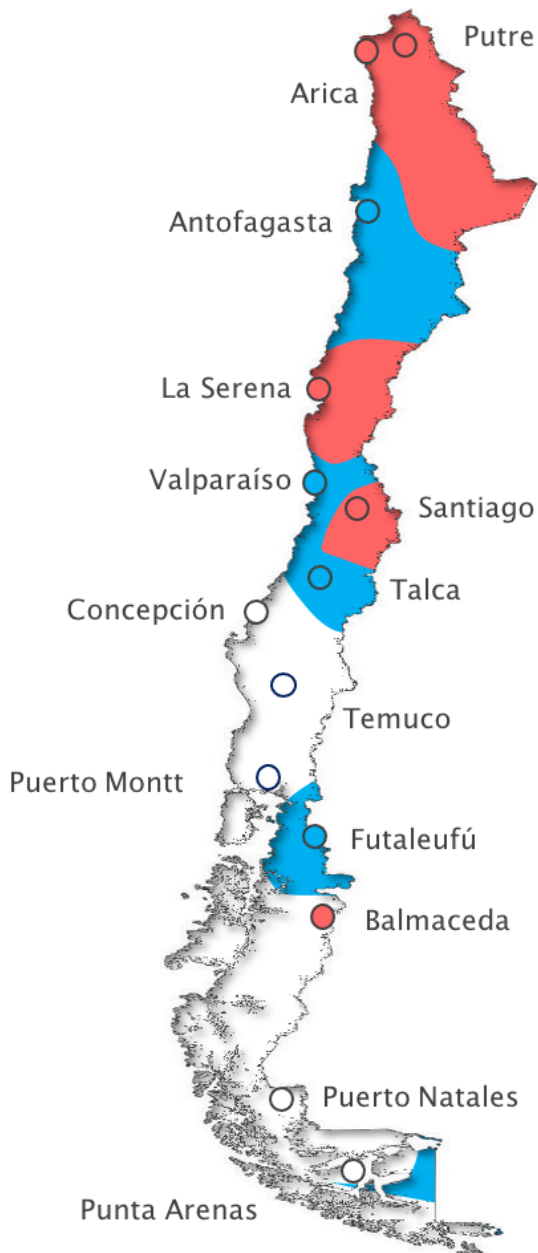 Putre
Arica
Antofagasta
La Serena
Valparaíso
Santiago
Talca
Concepción
Temuco
Puerto Montt
Futaleufú
Balmaceda
Puerto Natales
Punta Arenas